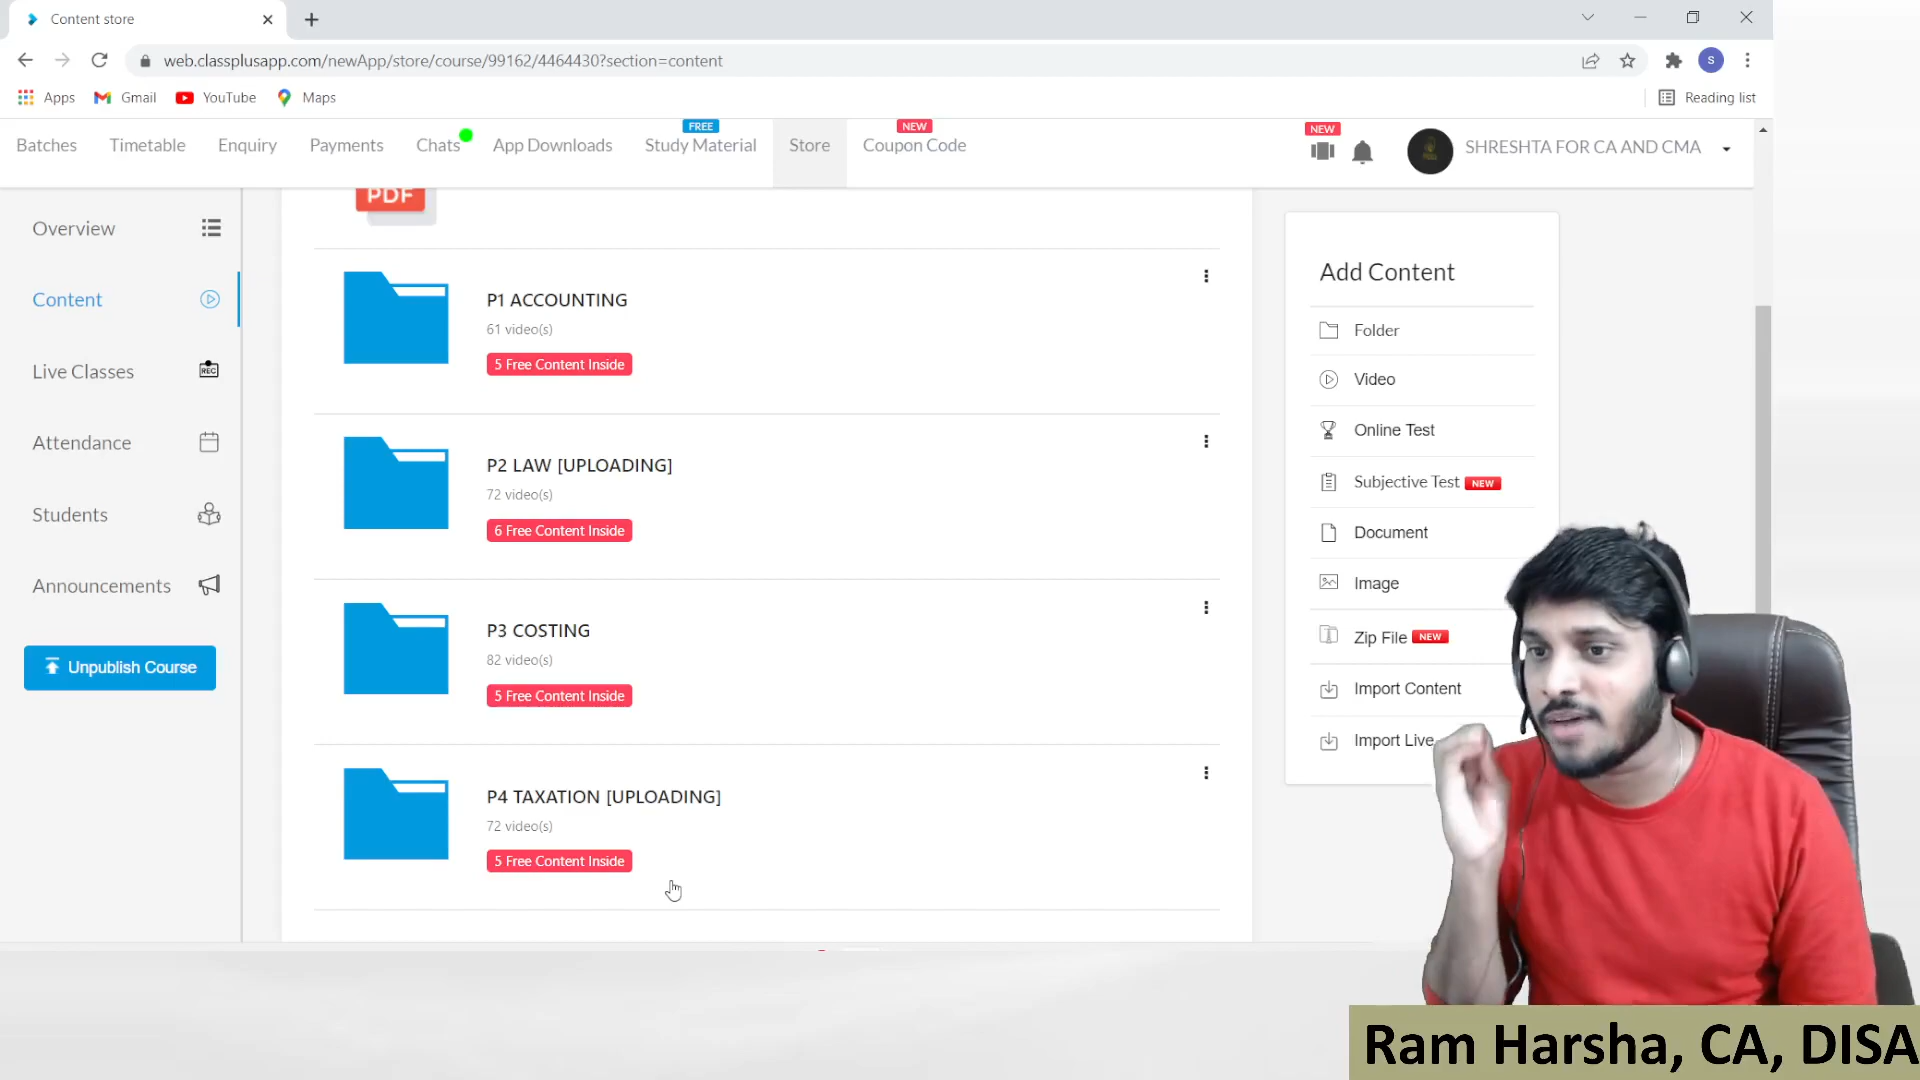 Content store
web.classplusapp.com/newApp/store/course/99162/4464430?section=content
S
Apps
Gmail
YouTube
Maps
Reading list
Batches
Timetable
Enquiry
Payments
Chats
App Downloads
FREE
Study Material
Store
NEW
Coupon Code
NEW
SHRESHTA FOR CA AND CMA
Overview
Content
Live Classes
REC
Attendance
Students
Announcements
Unpublish Course
PDF
P1 ACCOUNTING
61 video(s)
5 Free Content Inside
P2 LAW [UPLOADING]
72 video(s)
6 Free Content Inside
P3 COSTING
82 video(s)
5 Free Content Inside
P4 TAXATION [UPLOADING]
72 video(s)
5 Free Content Inside
Add Content
Folder
Video
Online Test
Subjective Test NEW
Document
Image
Zip File NEW
Import Content
Import Live
Ram Harsha, CA, DISA